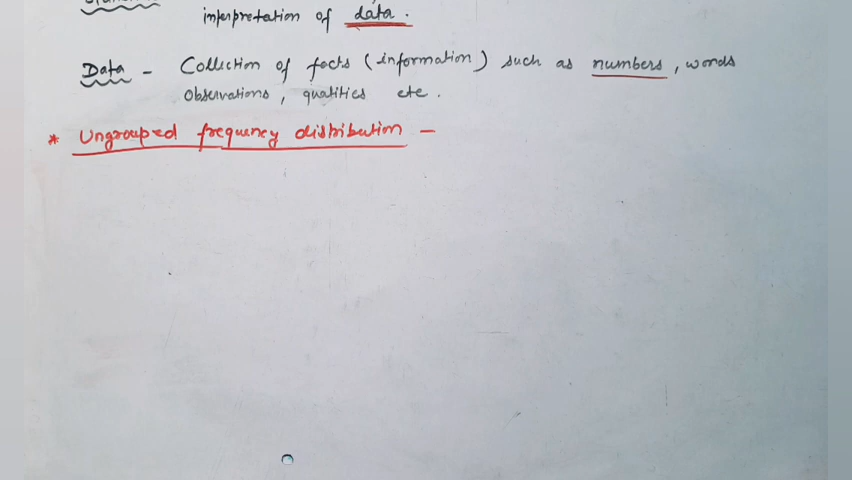 interpretation of data.
Data - Collection of facts (information) such as numbers, words
observations, qualities etc.
* Ungrouped frequency distribution -